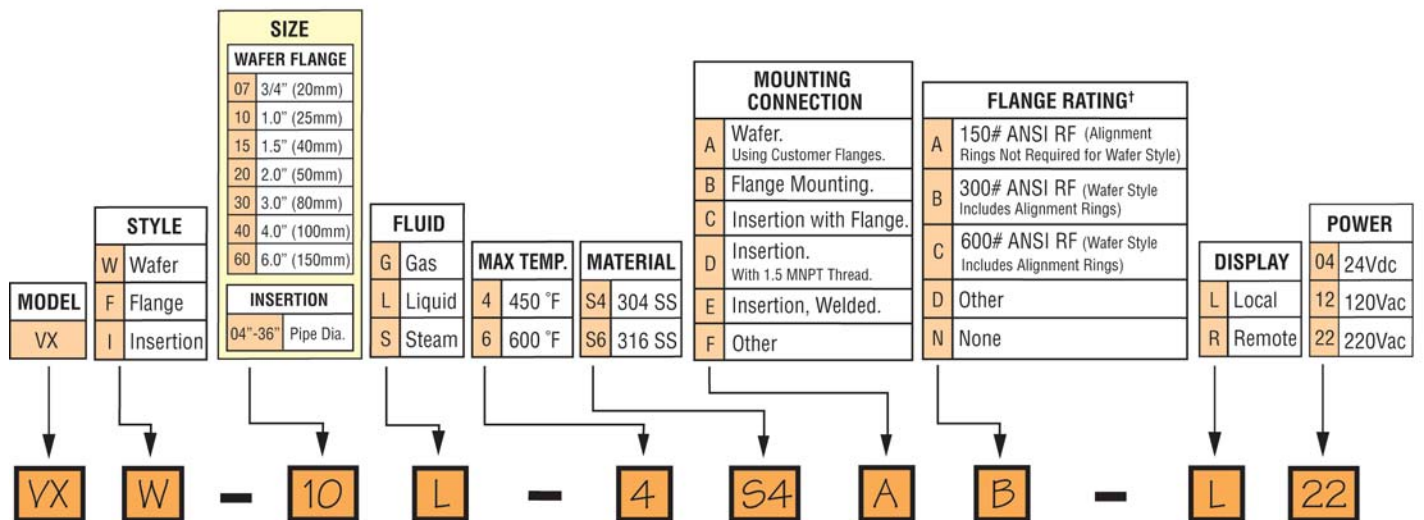 MODEL
VX
STYLE
W Wafer
F Flange
I Insertion
SIZE
WAFER FLANGE
07 3/4" (20mm)
10 1.0" (25mm)
15 1.5" (40mm)
20 2.0" (50mm)
30 3.0" (80mm)
40 4.0" (100mm)
60 6.0" (150mm)
INSERTION
04"-36" Pipe Dia.
FLUID
G Gas
L Liquid
S Steam
MAX TEMP.
4 450 °F
6 600 °F
MATERIAL
S4 304 SS
S6 316 SS
MOUNTING
CONNECTION
A Wafer.
Using Customer Flanges.
B Flange Mounting.
C Insertion with Flange.
D Insertion.
With 1.5 MNPT Thread.
E Insertion, Welded.
F Other
FLANGE RATING†
A 150# ANSI RF (Alignment
Rings Not Required for Wafer Style)
B 300# ANSI RF (Wafer Style
Includes Alignment Rings)
C 600# ANSI RF (Wafer Style
Includes Alignment Rings)
D Other
N None
DISPLAY
L Local
R Remote
POWER
04 24Vdc
12 120Vac
22 220Vac
VX W - 10 L - 4 S4 A B - L 22